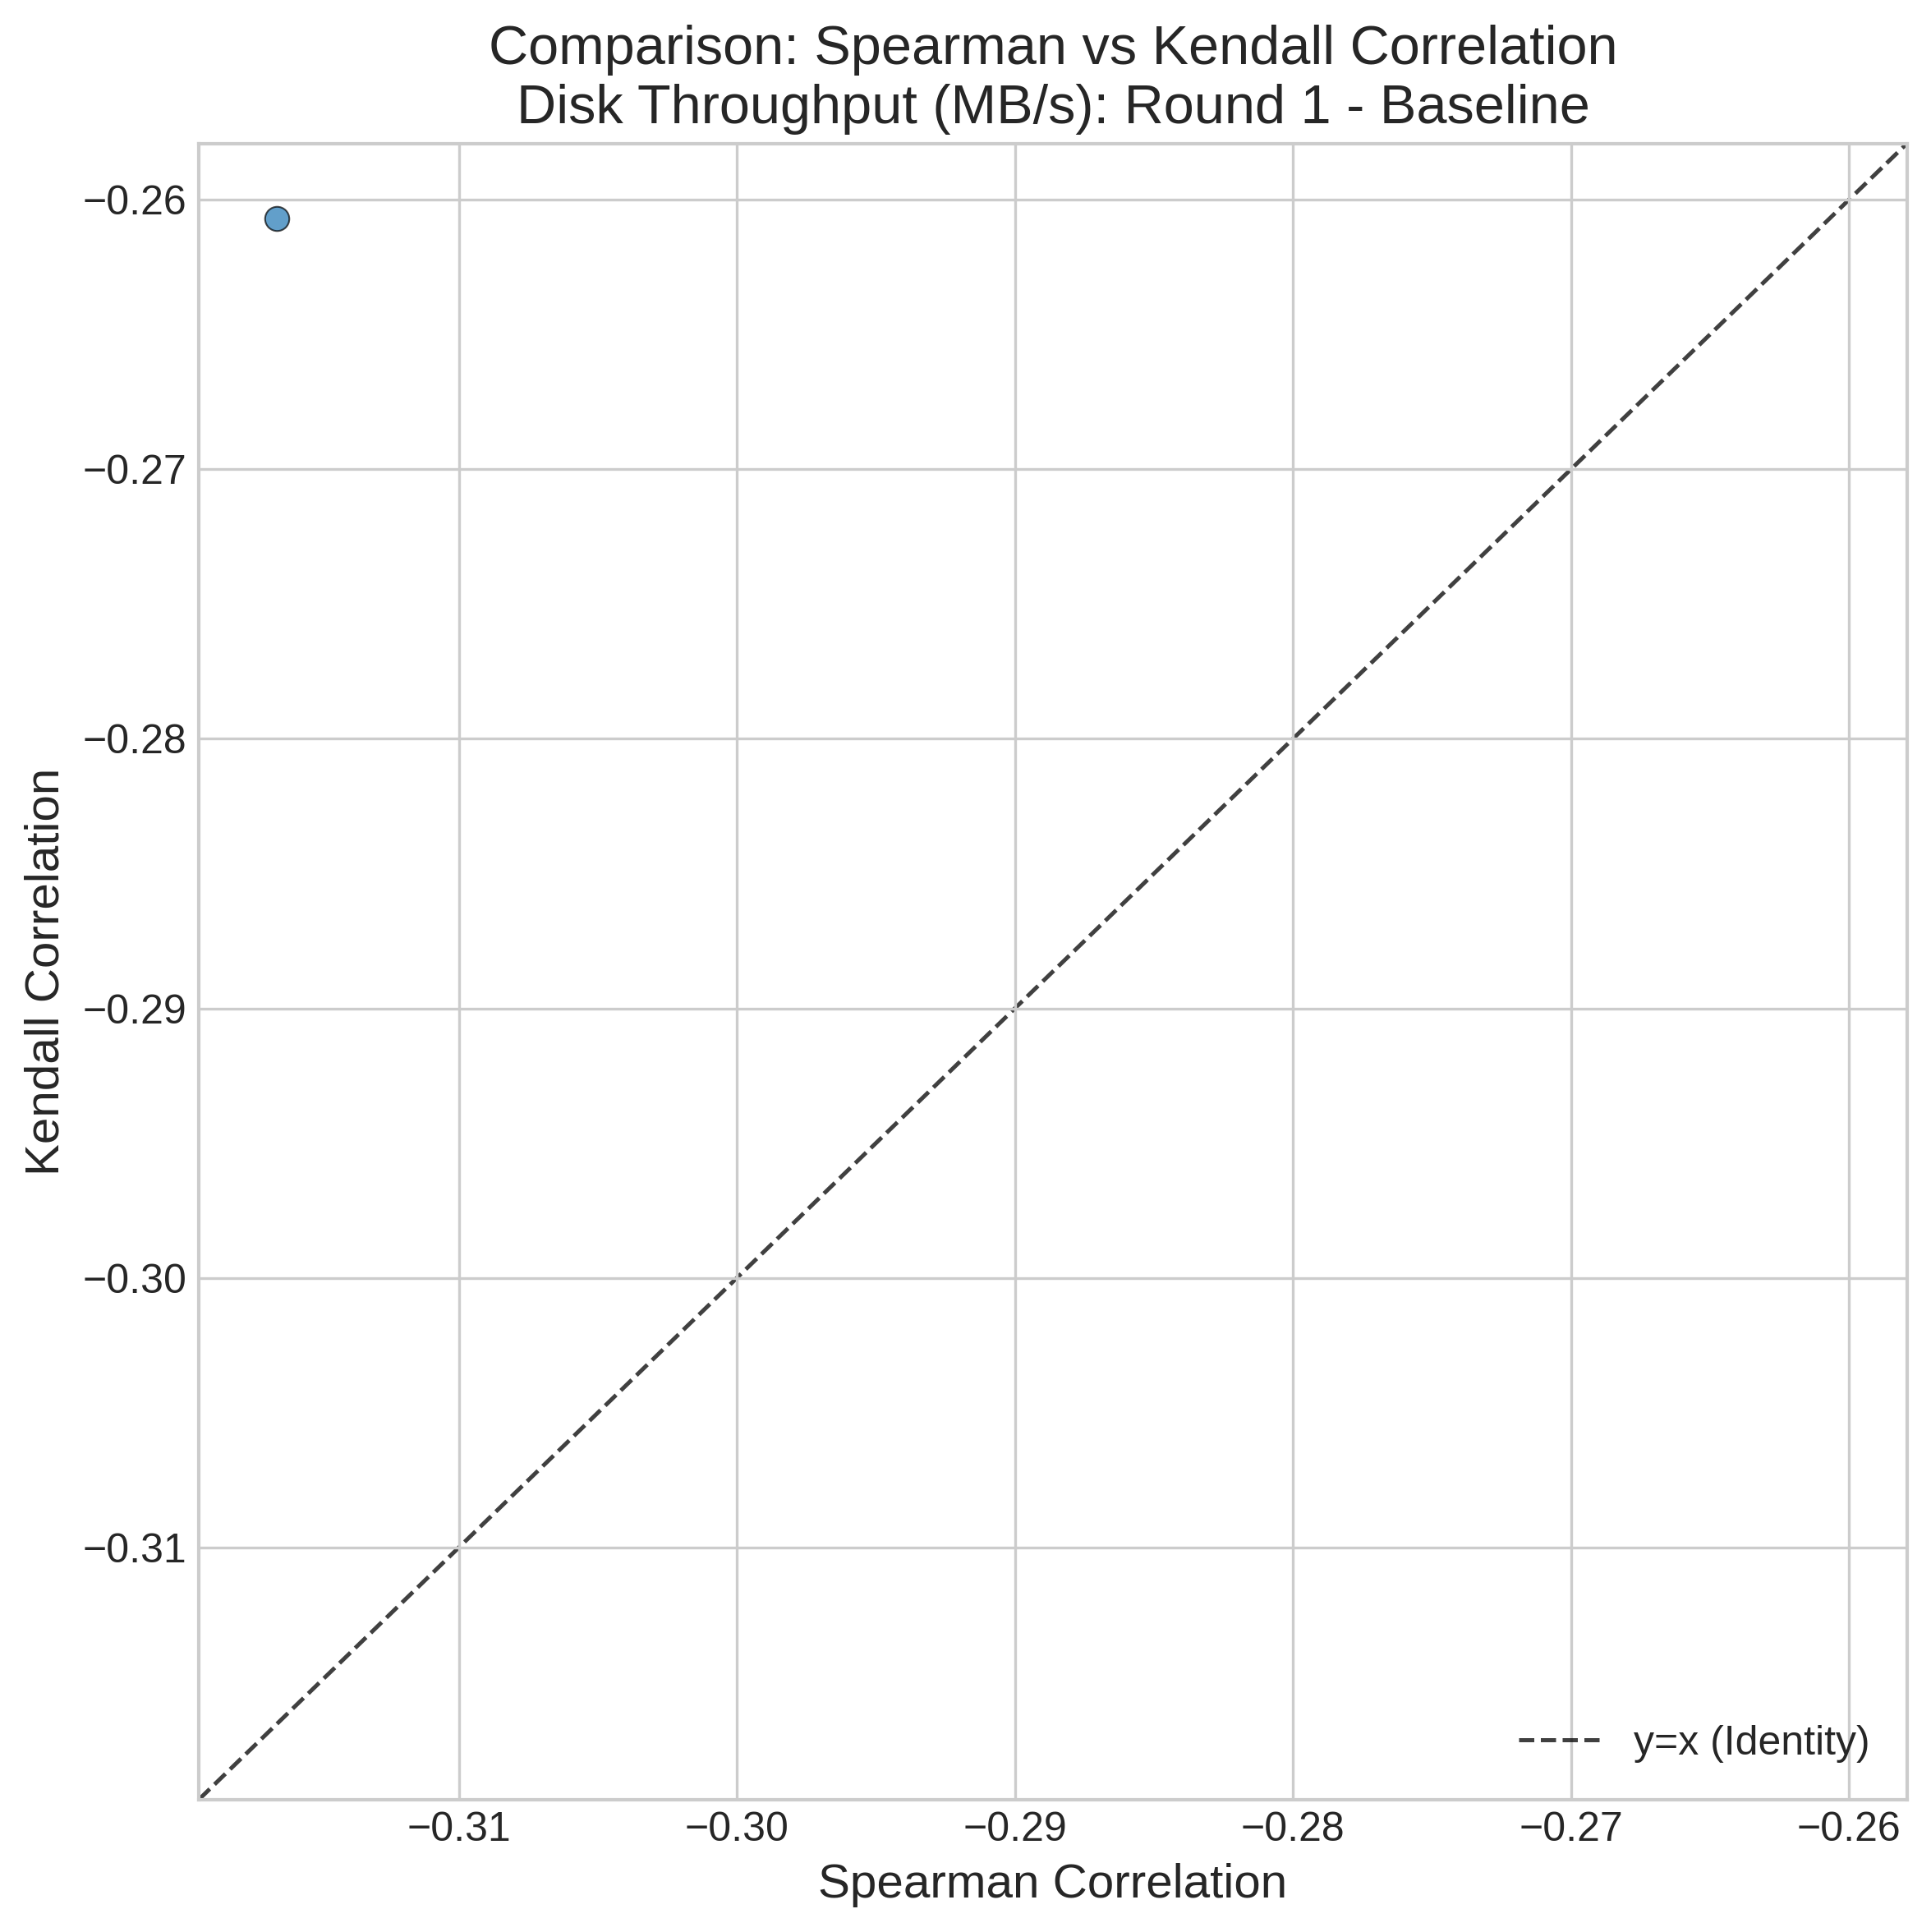 Comparison: Spearman vs Kendall Correlation
Disk Throughput (MB/s): Round 1 - Baseline
−0.26
−0.27
−0.28
−0.29
−0.30
−0.31
Kendall Correlation
y=x (Identity)
−0.31
−0.30
−0.29
−0.28
−0.27
−0.26
Spearman Correlation